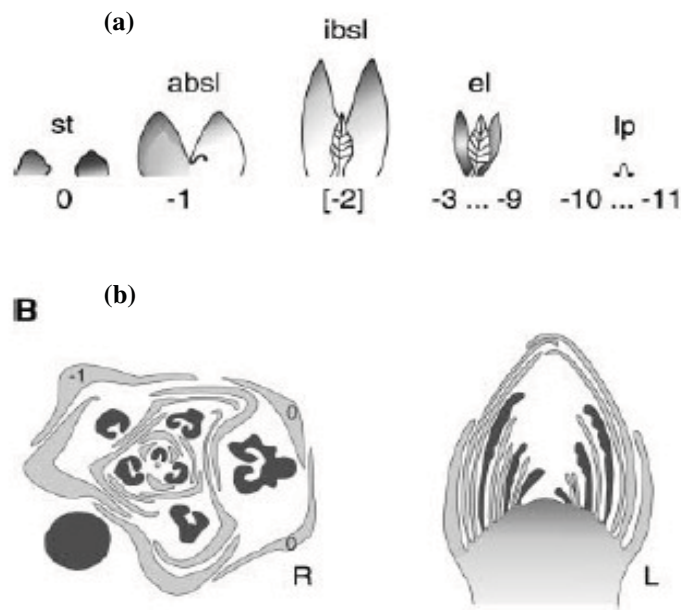 (a)
st absl ibsl el lp
0 -1 [-2] -3 ... -9 -10 ... -11
B (b)
-1
0
0
R L